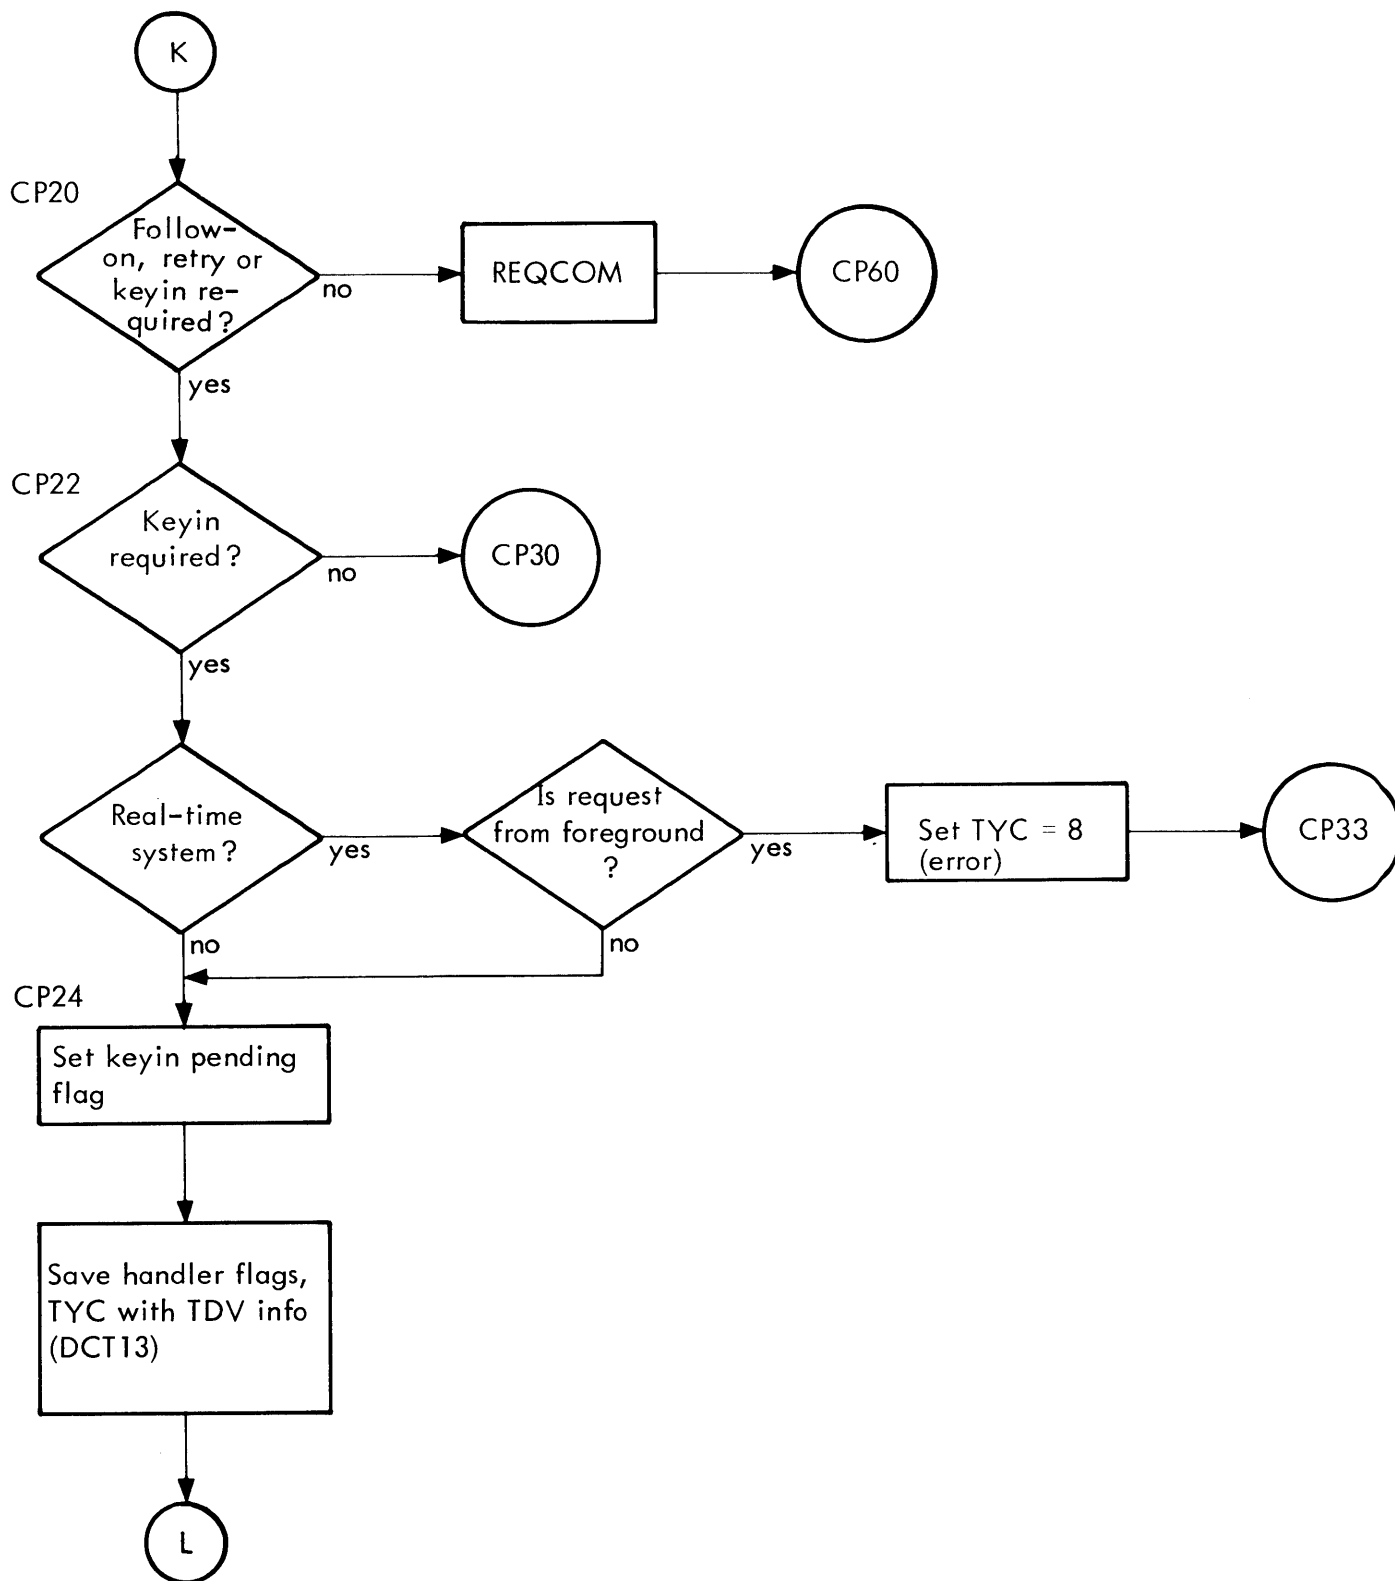 K
CP20
Follow-
on, retry or
keyin re-
quired?
no
REQCOM
CP60
yes
CP22
Keyin
required?
no
CP30
yes
Real-time
system?
yes
Is request
from foreground
?
yes
Set TYC = 8
(error)
CP33
no
no
CP24
Set keyin pending
flag
Save handler flags,
TYC with TDV info
(DCT13)
L